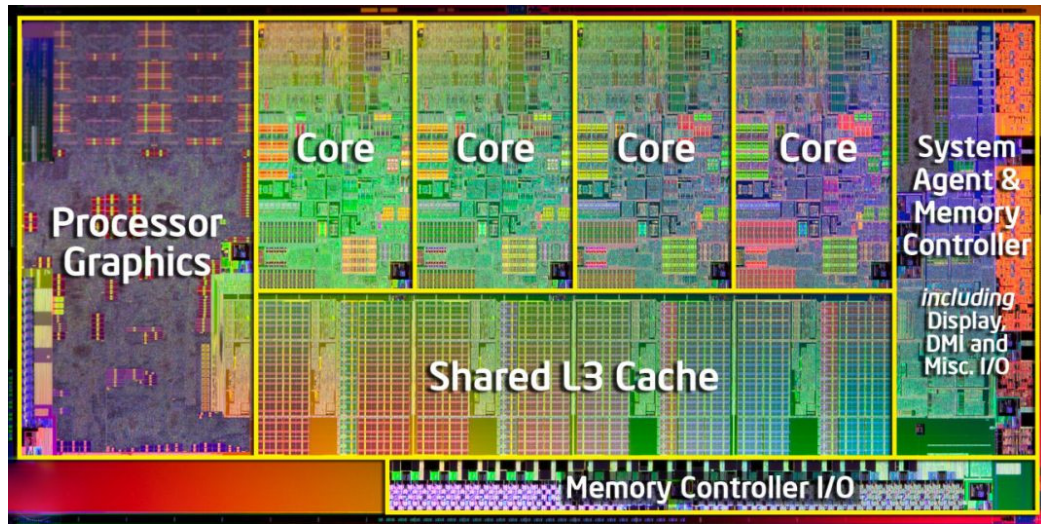 Processor
Graphics
Core
Core
Core
Core
System
Agent &
Memory
Controller
including
Display,
DMI and
Misc. I/O
Shared L3 Cache
Memory Controller I/O